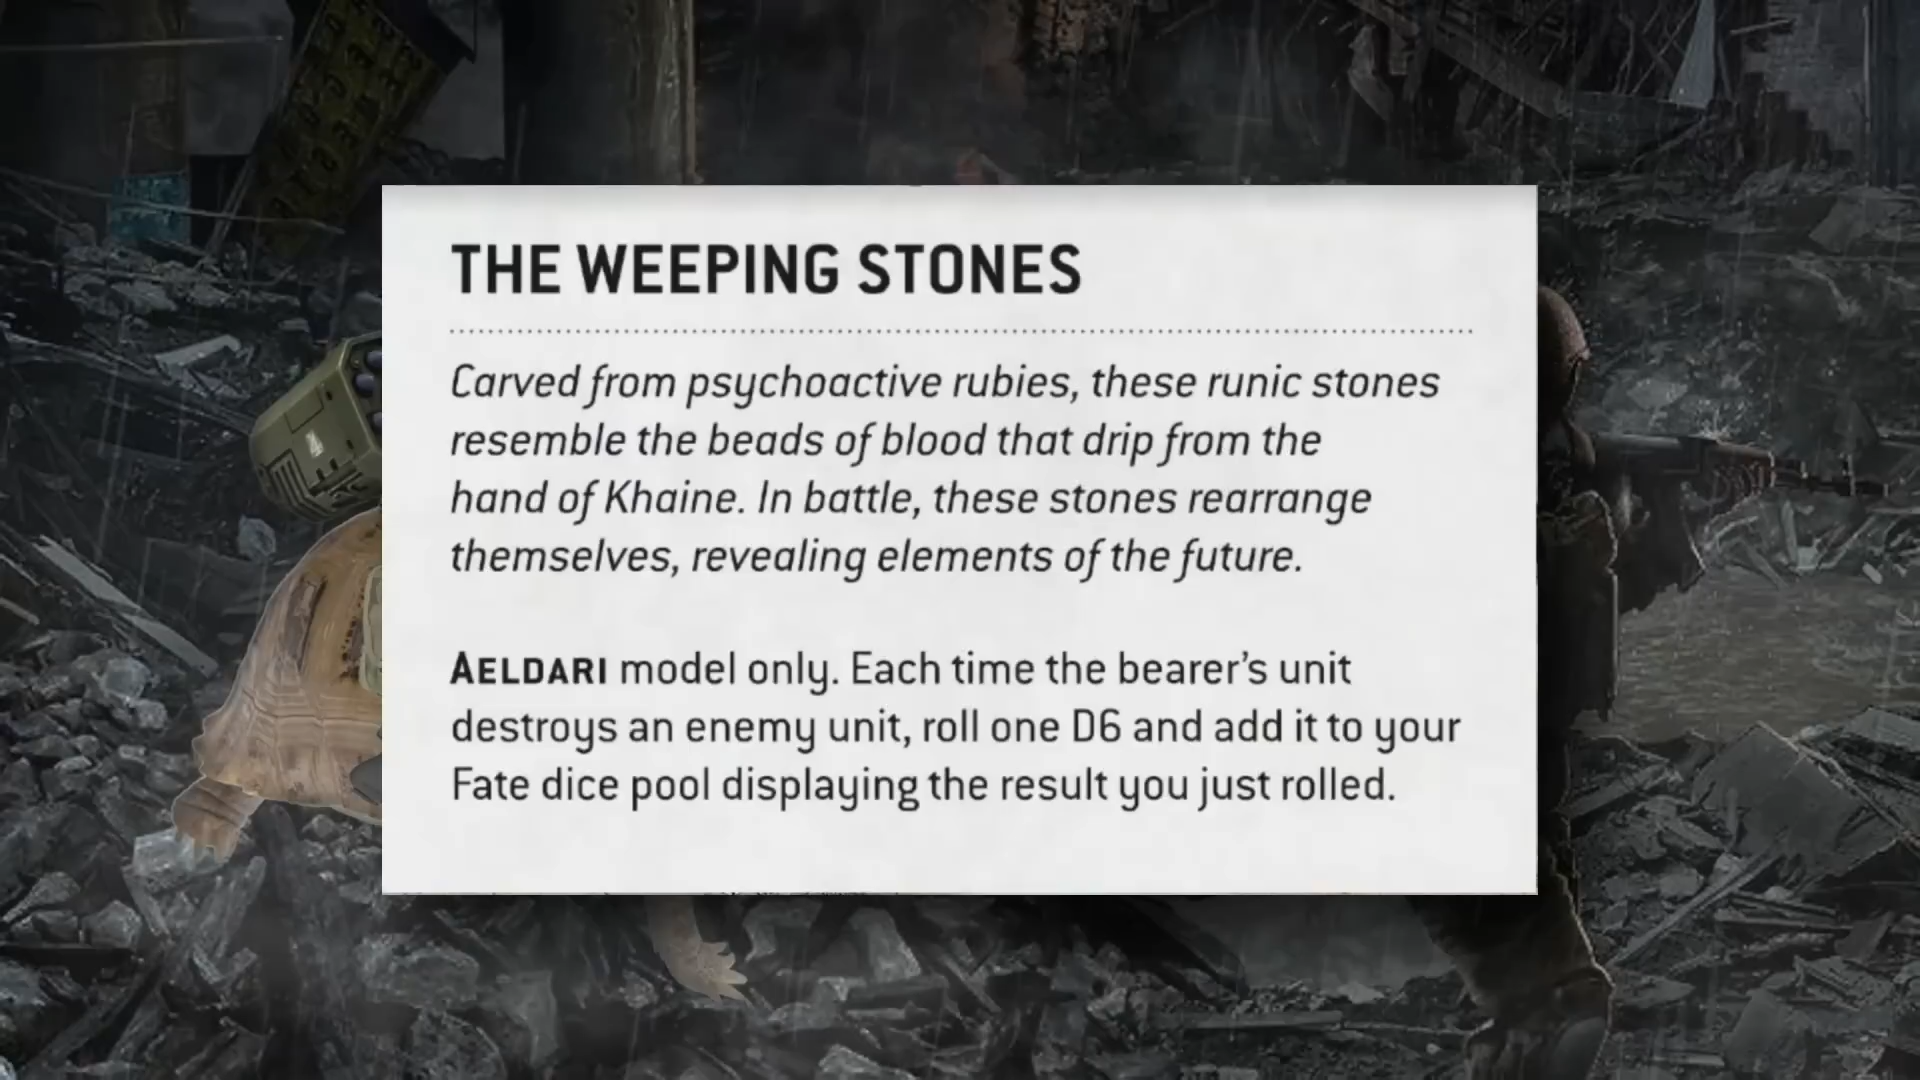 THE WEEPING STONES
Carved from psychoactive rubies, these runic stones
resemble the beads of blood that drip from the
hand of Khaine. In battle, these stones rearrange
themselves, revealing elements of the future.
AELDARI model only. Each time the bearer’s unit
destroys an enemy unit, roll one D6 and add it to your
Fate dice pool displaying the result you just rolled.